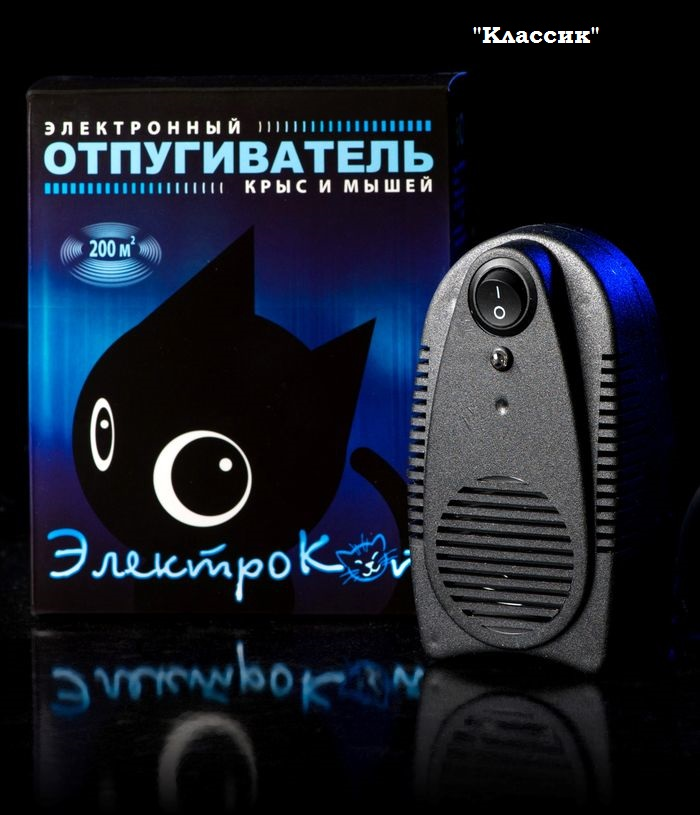 "Классик"
ЭЛЕКТРОННЫЙ
ОТПУГИВАТЕЛЬ
КРЫС И МЫШЕЙ
200 м²
ЭлектроКот
I
O